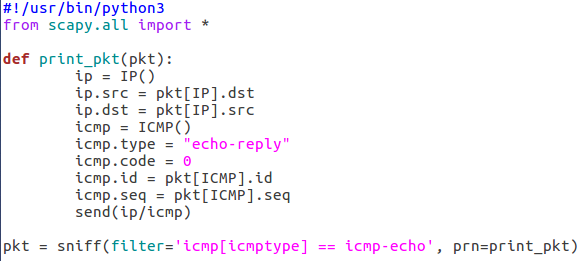 #!/usr/bin/python3
from scapy.all import *

def print_pkt(pkt):
        ip = IP()
        ip.src = pkt[IP].dst
        ip.dst = pkt[IP].src
        icmp = ICMP()
        icmp.type = "echo-reply"
        icmp.code = 0
        icmp.id = pkt[ICMP].id
        icmp.seq = pkt[ICMP].seq
        send(ip/icmp)

pkt = sniff(filter='icmp[icmptype] == icmp-echo', prn=print_pkt)